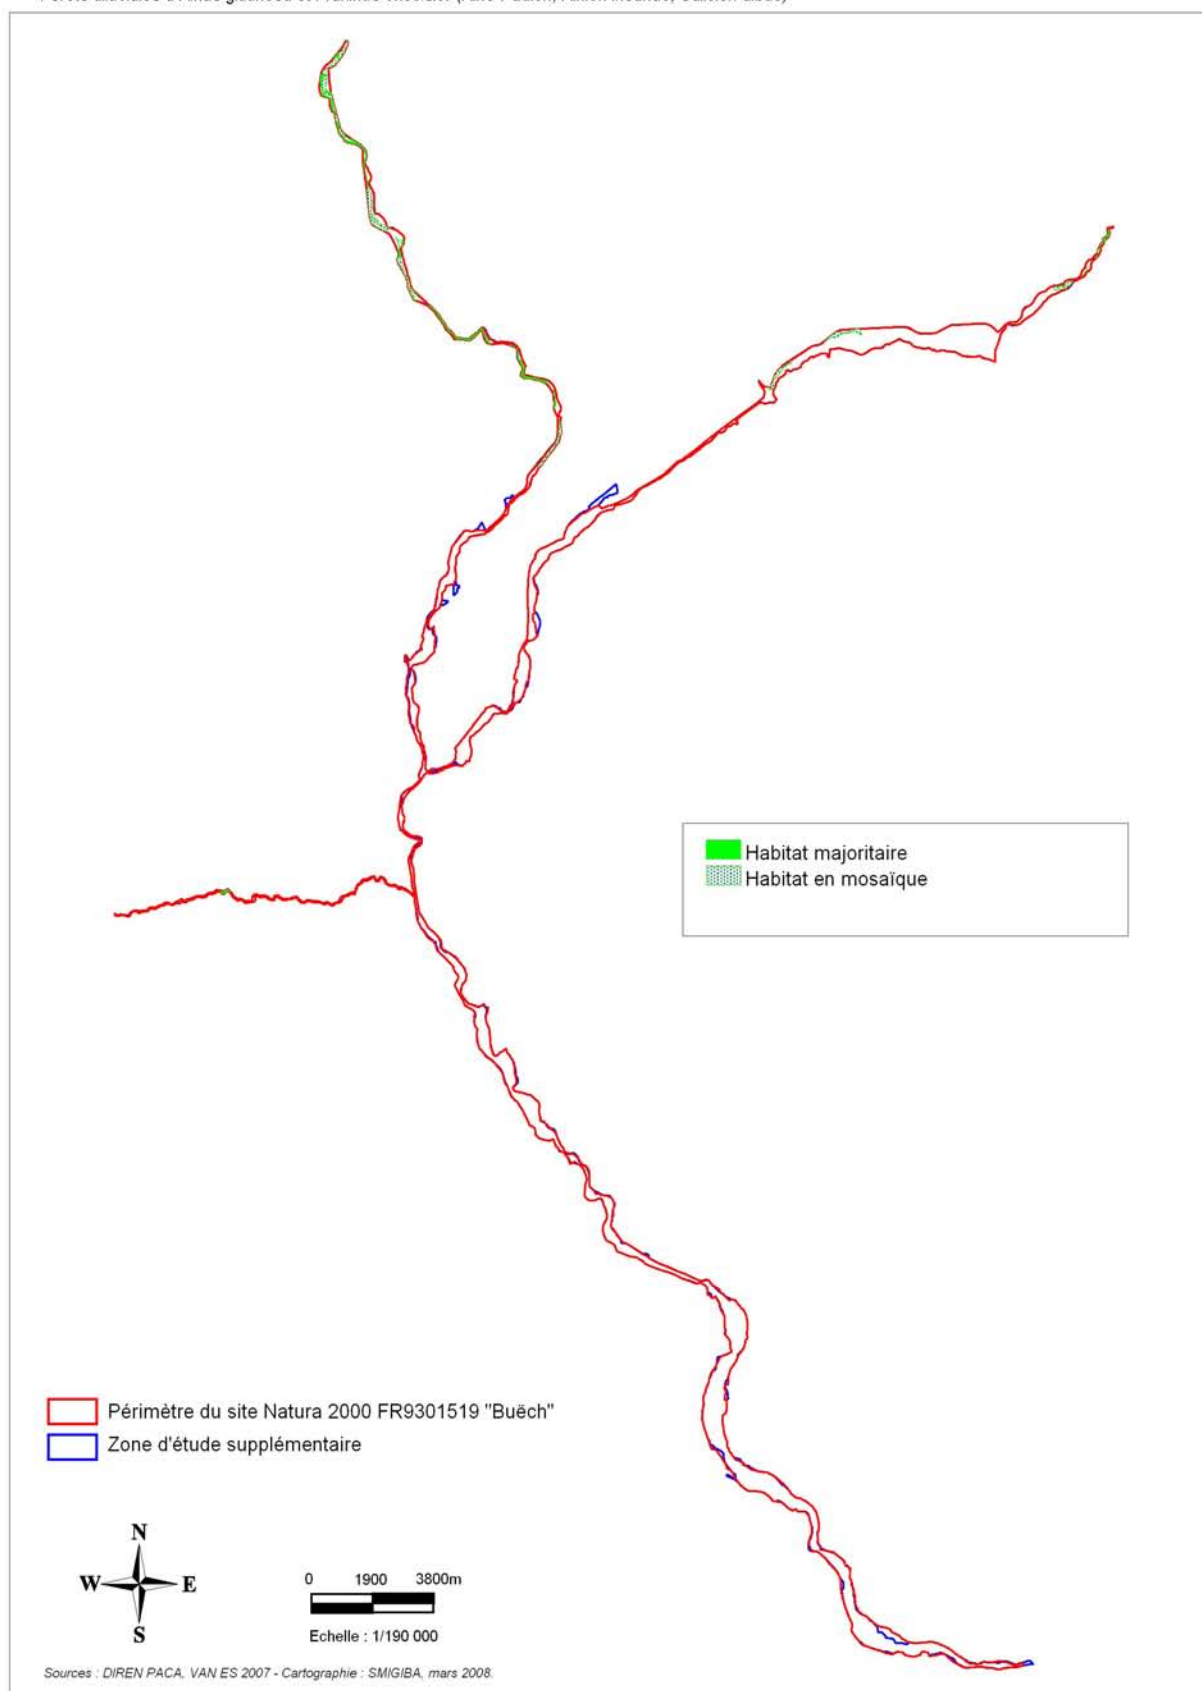 Habitat majoritaire
Habitat en mosaïque
Périmètre du site Natura 2000 FR9301519 "Buëch"
Zone d'étude supplémentaire
N
W E
S
0 1900 3800m
Echelle : 1/190 000
Sources : DIREN PACA, VAN ES 2007 - Cartographie : SMIGIBA, mars 2008.